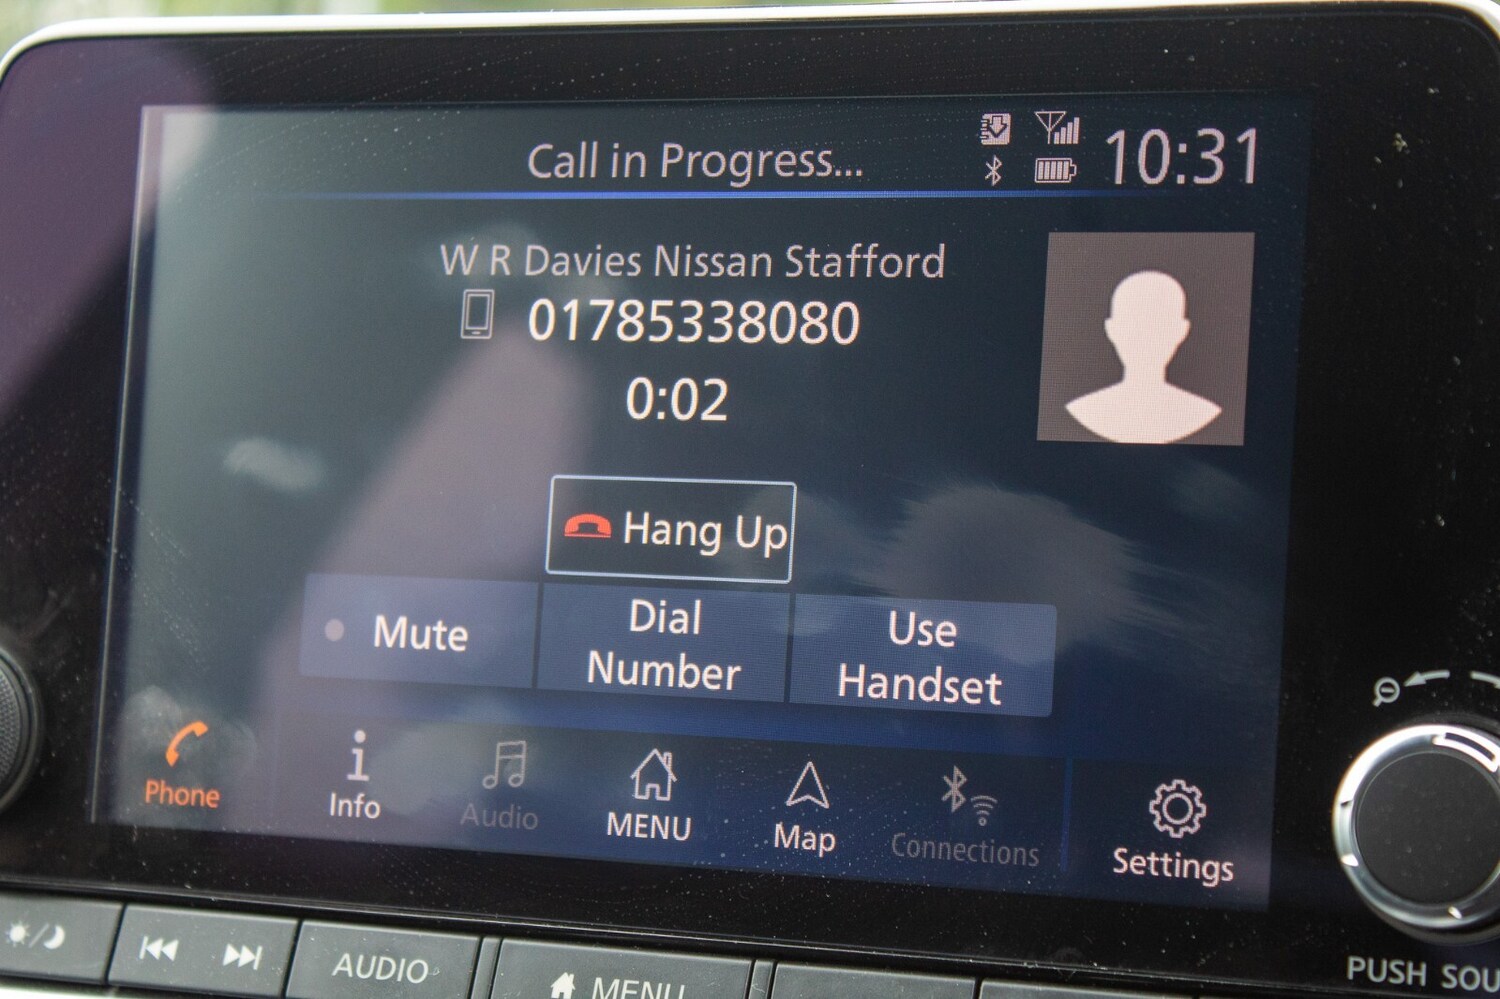 Call in Progress...
10:31
W R Davies Nissan Stafford
01785338080
0:02
Hang Up
Mute
Dial
Number
Use
Handset
Phone
Info
Audio
MENU
Map
Connections
Settings
AUDIO
MENU
PUSH SOU